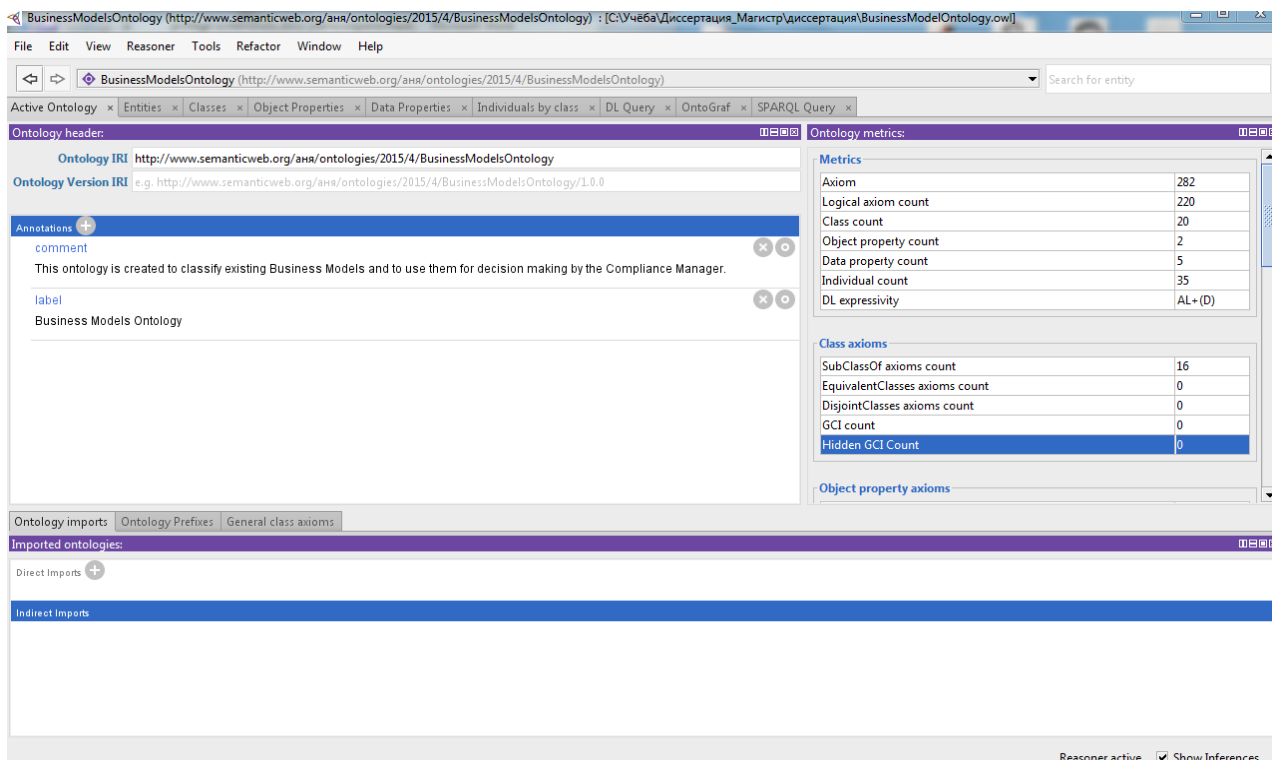 BusinessModelsOntology (http://www.semanticweb.org/аня/ontologies/2015/4/BusinessModelsOntology) : [C:\Учёба\Диссертация_Магистр\диссертация\BusinessModelOntology.owl]
File Edit View Reasoner Tools Refactor Window Help
BusinessModelsOntology (http://www.semanticweb.org/аня/ontologies/2015/4/BusinessModelsOntology)
Search for entity
Active Ontology × Entities × Classes × Object Properties × Data Properties × Individuals by class × DL Query × OntoGraf × SPARQL Query ×
Ontology header:
Ontology IRI http://www.semanticweb.org/аня/ontologies/2015/4/BusinessModelsOntology
Ontology Version IRI e.g. http://www.semanticweb.org/аня/ontologies/2015/4/BusinessModelsOntology/1.0.0
Annotations
comment
This ontology is created to classify existing Business Models and to use them for decision making by the Compliance Manager.
label
Business Models Ontology
Ontology metrics:
Metrics
Axiom 282
Logical axiom count 220
Class count 20
Object property count 2
Data property count 5
Individual count 35
DL expressivity AL+(D)
Class axioms
SubClassOf axioms count 16
EquivalentClasses axioms count 0
DisjointClasses axioms count 0
GCI count 0
Hidden GCI Count 0
Object property axioms
Ontology imports Ontology Prefixes General class axioms
Imported ontologies:
Direct Imports
Indirect Imports
Reasoner active Show Inferences